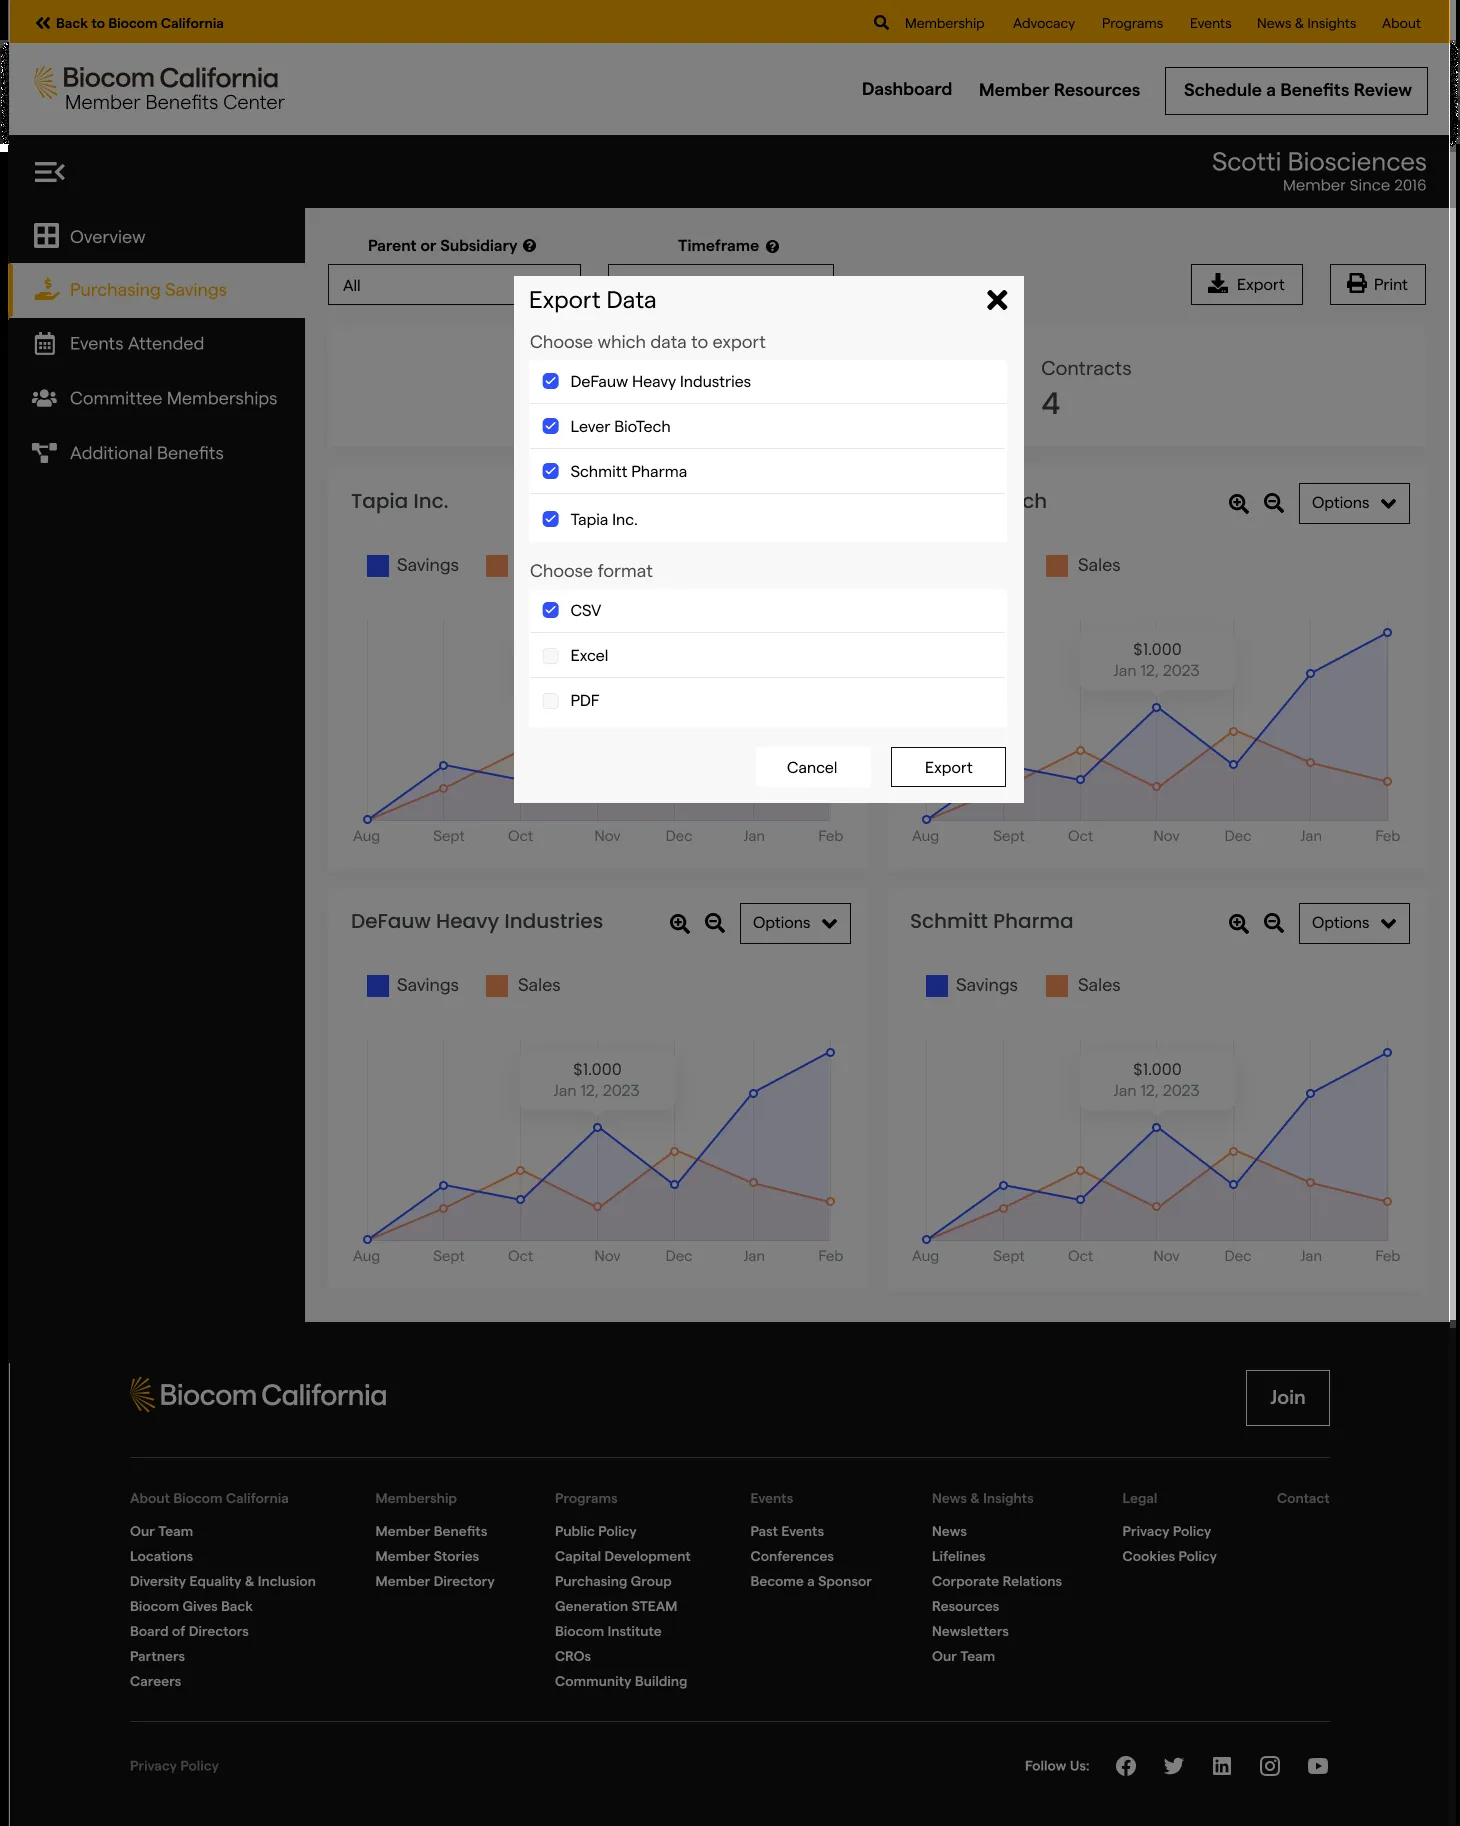 Back to Biocom California
Membership Advocacy Programs Events News & Insights About
Biocom California
Member Benefits Center
Dashboard Member Resources Schedule a Benefits Review
Scotti Biosciences
Member Since 2016
Overview
Purchasing Savings
Events Attended
Committee Memberships
Additional Benefits
Parent or Subsidiary Timeframe
All
Export Print
Export Data
Choose which data to export
DeFauw Heavy Industries
Lever BioTech
Schmitt Pharma
Tapia Inc.
Choose format
CSV
Excel
PDF
Cancel Export
Contracts
4
Tapia Inc.
Savings
Aug Sept Oct Nov Dec Jan Feb
ch
Options
Sales
$1.000
Jan 12, 2023
Aug Sept Oct Nov Dec Jan Feb
DeFauw Heavy Industries
Options
Savings Sales
$1.000
Jan 12, 2023
Aug Sept Oct Nov Dec Jan Feb
Schmitt Pharma
Options
Savings Sales
$1.000
Jan 12, 2023
Aug Sept Oct Nov Dec Jan Feb
Biocom California
Join
About Biocom California
Our Team
Locations
Diversity Equality & Inclusion
Biocom Gives Back
Board of Directors
Partners
Careers
Membership
Member Benefits
Member Stories
Member Directory
Programs
Public Policy
Capital Development
Purchasing Group
Generation STEAM
Biocom Institute
CROs
Community Building
Events
Past Events
Conferences
Become a Sponsor
News & Insights
News
Lifelines
Corporate Relations
Resources
Newsletters
Our Team
Legal
Privacy Policy
Cookies Policy
Contact
Privacy Policy
Follow Us: